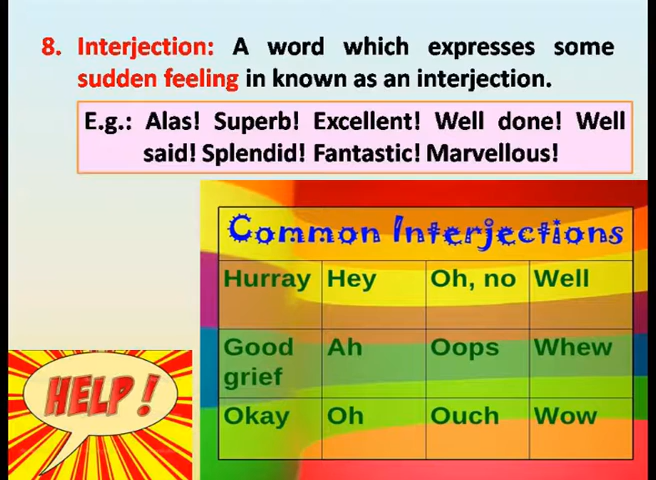 8. Interjection: A word which expresses some
sudden feeling in known as an interjection.
E.g.: Alas! Superb! Excellent! Well done! Well
said! Splendid! Fantastic! Marvellous!
Common Interjections
Hurray Hey Oh, no Well
Good grief Ah Oops Whew
Okay Oh Ouch Wow
HELP!